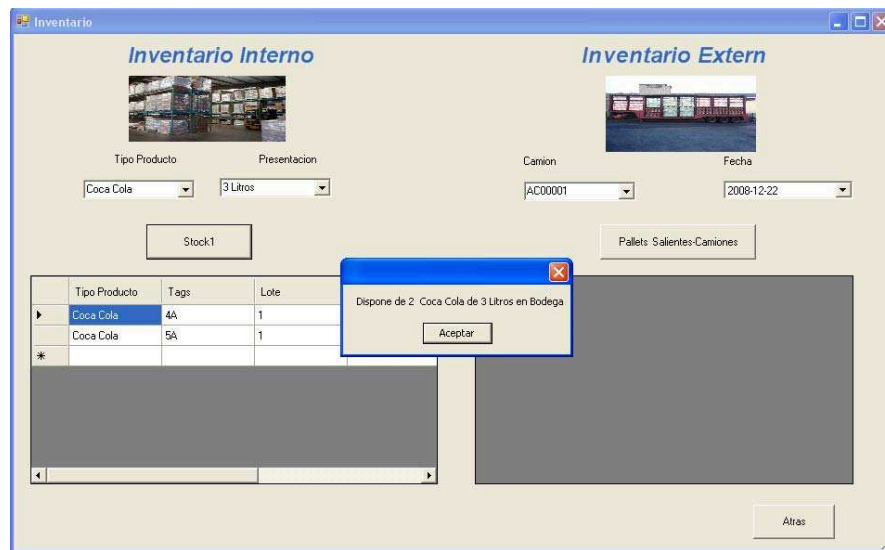 Inventario
Inventario Interno
Inventario Extern
Tipo Producto
Presentacion
Camion
Fecha
Coca Cola
3 Litros
AC00001
2008-12-22
Stock1
Pallets Salientes-Camiones
Tipo Producto Tags Lote
Coca Cola 4A 1
Coca Cola 5A 1
Dispone de 2 Coca Cola de 3 Litros en Bodega
Aceptar
Atras